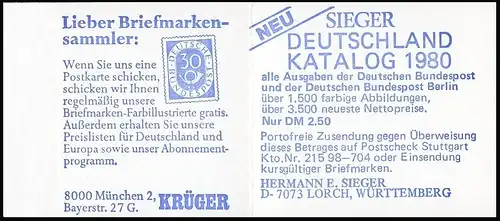 Lieber Briefmarken-
sammler:
Wenn Sie uns eine
Postkarte schicken,
schicken wir Ihnen
regelmäßig unsere
Briefmarken-Farbillustrierte gratis.
Außerdem erhalten Sie unsere
Preislisten für Deutschland und
Europa sowie unser Abonnement-
programm.
8000 München 2,
Bayerstr. 27 G.
KRÜGER
DEUTSCHE
BUNDESPOST
30
NEU
SIEGER
DEUTSCHLAND
KATALOG 1980
alle Ausgaben der Deutschen Bundespost
und der Deutschen Bundespost Berlin
über 1.500 farbige Abbildungen,
über 3.500 neueste Nettopreise.
Nur DM 2,50
Portofreie Zusendung gegen Überweisung
dieses Betrages auf Postscheck Stuttgart
Kto. Nr. 215 98-704 oder Einsendung
kursgültiger Briefmarken.
HERMANN E. SIEGER
D-7073 LORCH, WÜRTTEMBERG